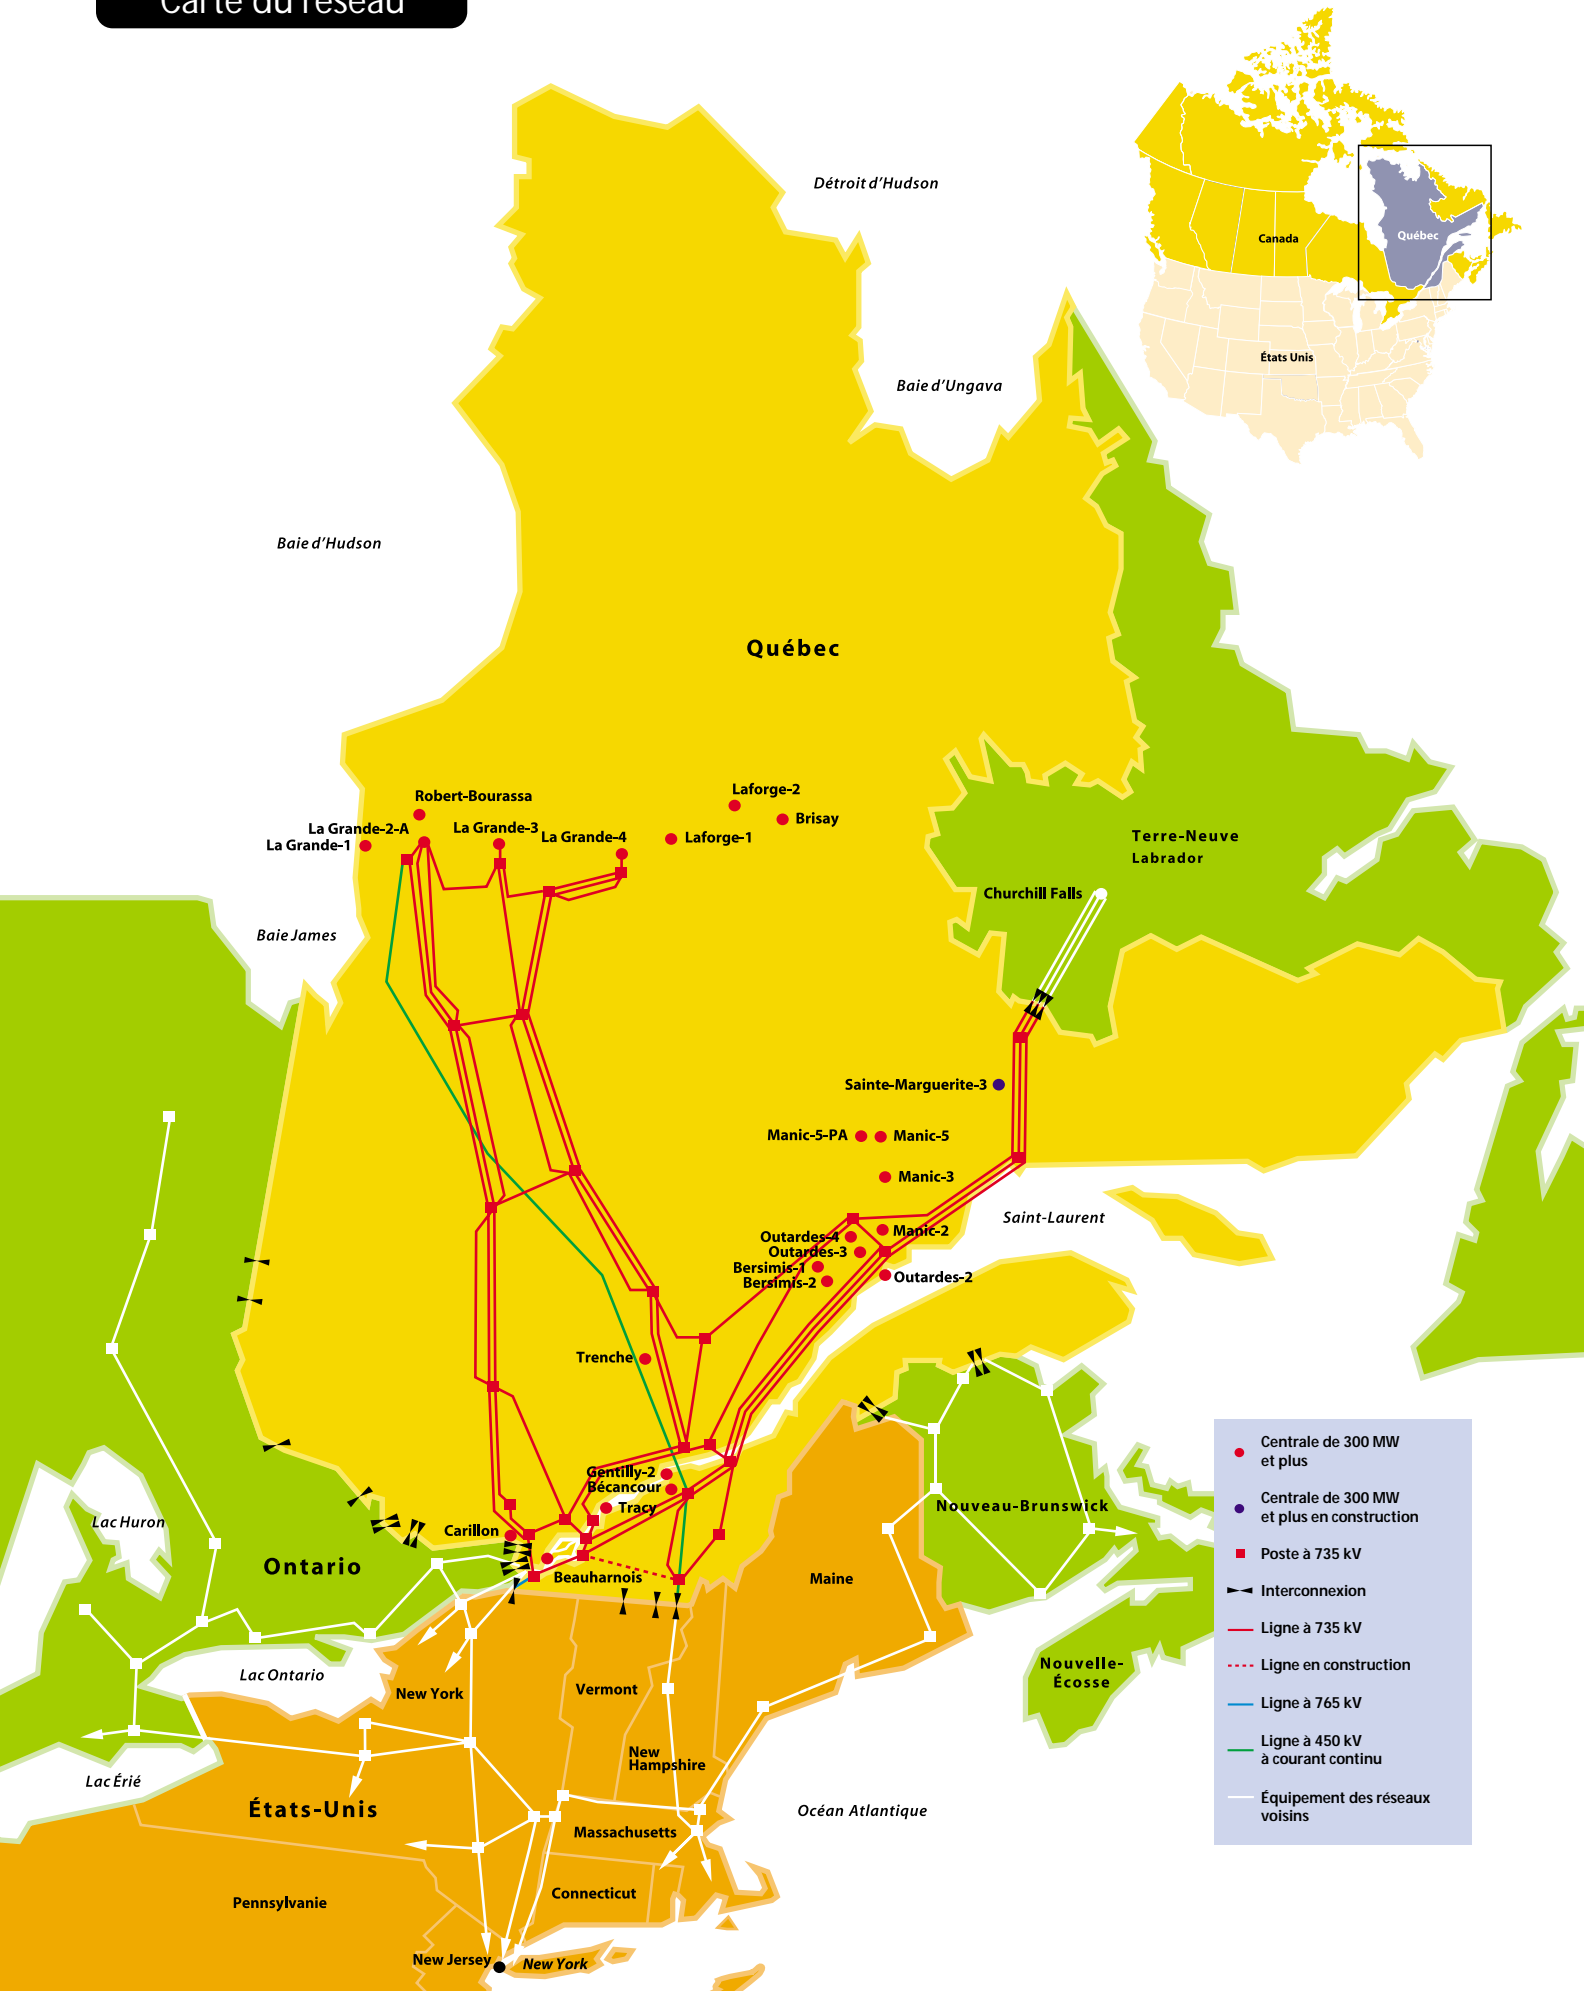 Carte du réseau
Détroit d'Hudson
Canada
Québec
États Unis
Baie d'Ungava
Baie d'Hudson
Québec
Robert-Bourassa
La Grande-2-A
La Grande-1
La Grande-3
La Grande-4
Laforge-2
Brisay
Laforge-1
Terre-Neuve
Labrador
Churchill Falls
Baie James
Sainte-Marguerite-3
Manic-5-PA
Manic-5
Manic-3
Saint-Laurent
Manic-2
Outardes-4
Outardes-3
Bersimis-1
Bersimis-2
Outardes-2
Trenche
Gentilly-2
Bécancour
Tracy
Carillon
Beauharnois
Lac Huron
Ontario
Nouveau-Brunswick
Maine
Nouvelle-
Écosse
Lac Ontario
New York
Vermont
New
Hampshire
Lac Érié
États-Unis
Océan Atlantique
Massachusetts
Connecticut
Pennsylvanie
New Jersey
New York
Centrale de 300 MW
et plus
Centrale de 300 MW
et plus en construction
Poste à 735 kV
Interconnexion
Ligne à 735 kV
Ligne en construction
Ligne à 765 kV
Ligne à 450 kV
à courant continu
Équipement des réseaux
voisins